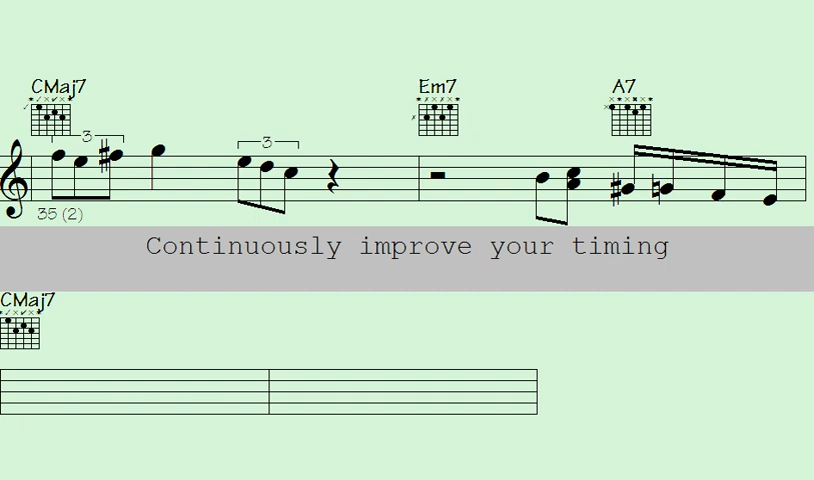 CMaj7 Em7 A7
3 3
35 (2)
Continuously improve your timing
CMaj7